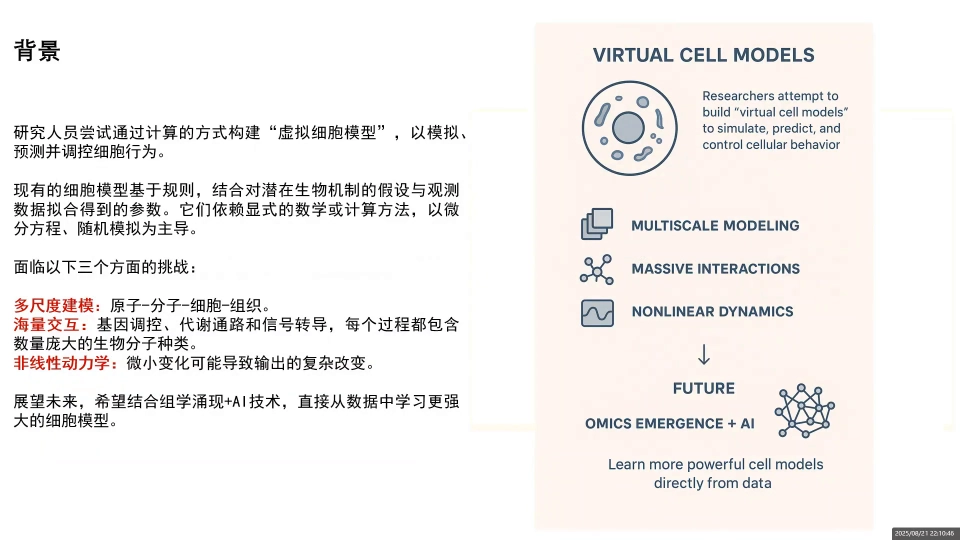 背景
研究人员尝试通过计算的方式构建“虚拟细胞模型”，以模拟、
预测并调控细胞行为。
现有的细胞模型基于规则，结合对潜在生物机制的假设与观测
数据拟合得到的参数。它们依赖显式的数学或计算方法，以微
分方程、随机模拟为主导。
面临以下三个方面的挑战：
多尺度建模：原子-分子-细胞-组织。
海量交互：基因调控、代谢通路和信号转导，每个过程都包含
数量庞大的生物分子种类。
非线性动力学：微小变化可能导致输出的复杂改变。
展望未来，希望结合组学涌现+AI技术，直接从数据中学习更强
大的细胞模型。
VIRTUAL CELL MODELS
Researchers attempt to
build “virtual cell models”
to simulate, predict, and
control cellular behavior
MULTISCALE MODELING
MASSIVE INTERACTIONS
NONLINEAR DYNAMICS
FUTURE
OMICS EMERGENCE + AI
Learn more powerful cell models
directly from data
2025/08/21 22:10:46